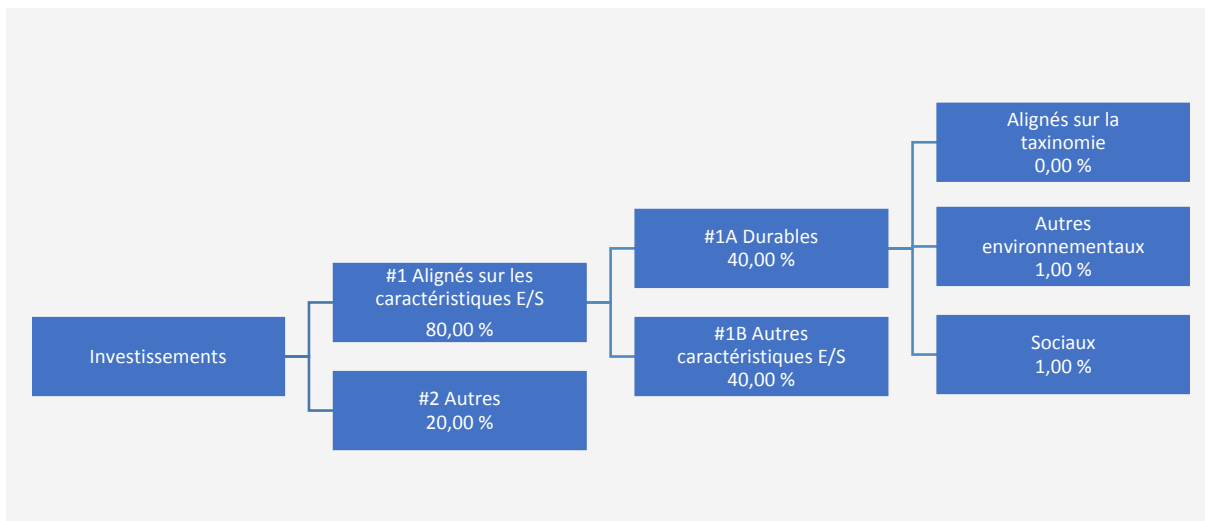 Investissements
#1 Alignés sur les
caractéristiques E/S
80,00 %
#2 Autres
20,00 %
#1A Durables
40,00 %
#1B Autres
caractéristiques E/S
40,00 %
Alignés sur la
taxinomie
0,00 %
Autres
environnementaux
1,00 %
Sociaux
1,00 %